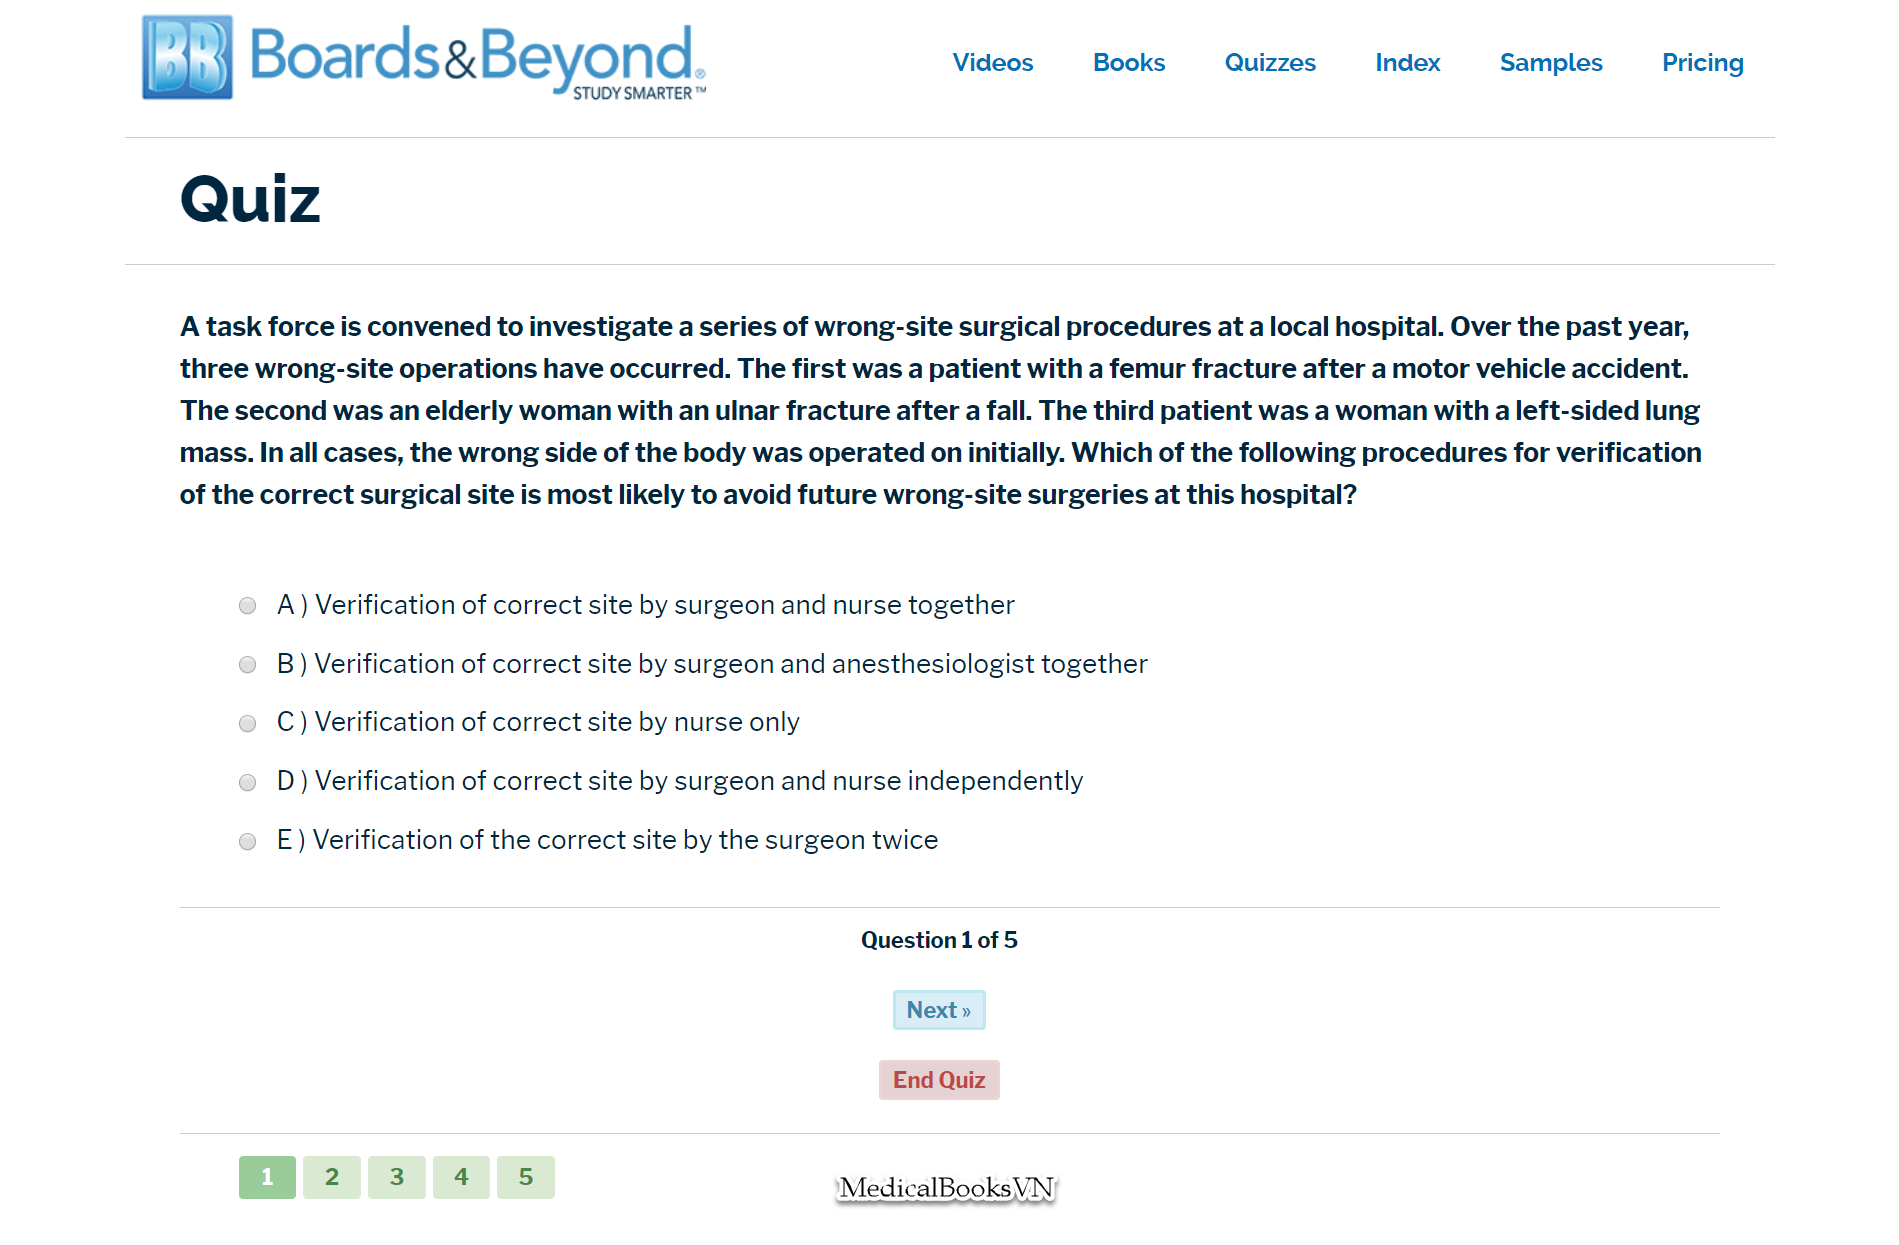 BB Boards&Beyond®
STUDY SMARTER™
Videos Books Quizzes Index Samples Pricing
Quiz
A task force is convened to investigate a series of wrong-site surgical procedures at a local hospital. Over the past year,
three wrong-site operations have occurred. The first was a patient with a femur fracture after a motor vehicle accident.
The second was an elderly woman with an ulnar fracture after a fall. The third patient was a woman with a left-sided lung
mass. In all cases, the wrong side of the body was operated on initially. Which of the following procedures for verification
of the correct surgical site is most likely to avoid future wrong-site surgeries at this hospital?
A ) Verification of correct site by surgeon and nurse together
B ) Verification of correct site by surgeon and anesthesiologist together
C ) Verification of correct site by nurse only
D ) Verification of correct site by surgeon and nurse independently
E ) Verification of the correct site by the surgeon twice
Question 1 of 5
Next »
End Quiz
1 2 3 4 5
MedicalBooksVN